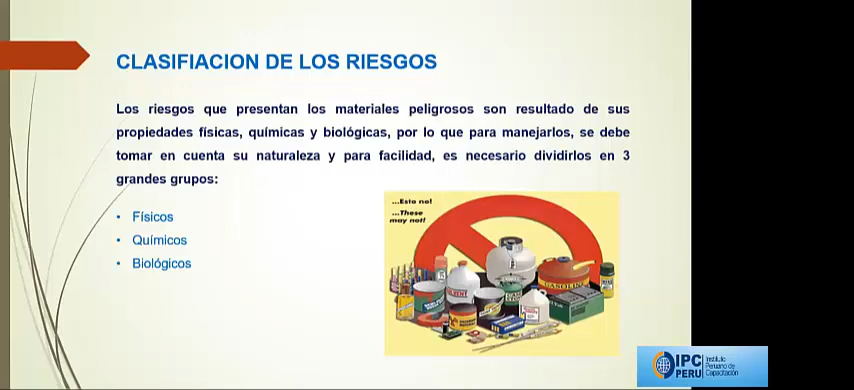 CLASIFIACION DE LOS RIESGOS
Los riesgos que presentan los materiales peligrosos son resultado de sus
propiedades físicas, químicas y biológicas, por lo que para manejarlos, se debe
tomar en cuenta su naturaleza y para facilidad, es necesario dividirlos en 3
grandes grupos:
• Físicos
• Químicos
• Biológicos
...Esto no!
...These
may not!
GASOLINE
IPC
PERU
Instituto
Peruano de
Capacitación